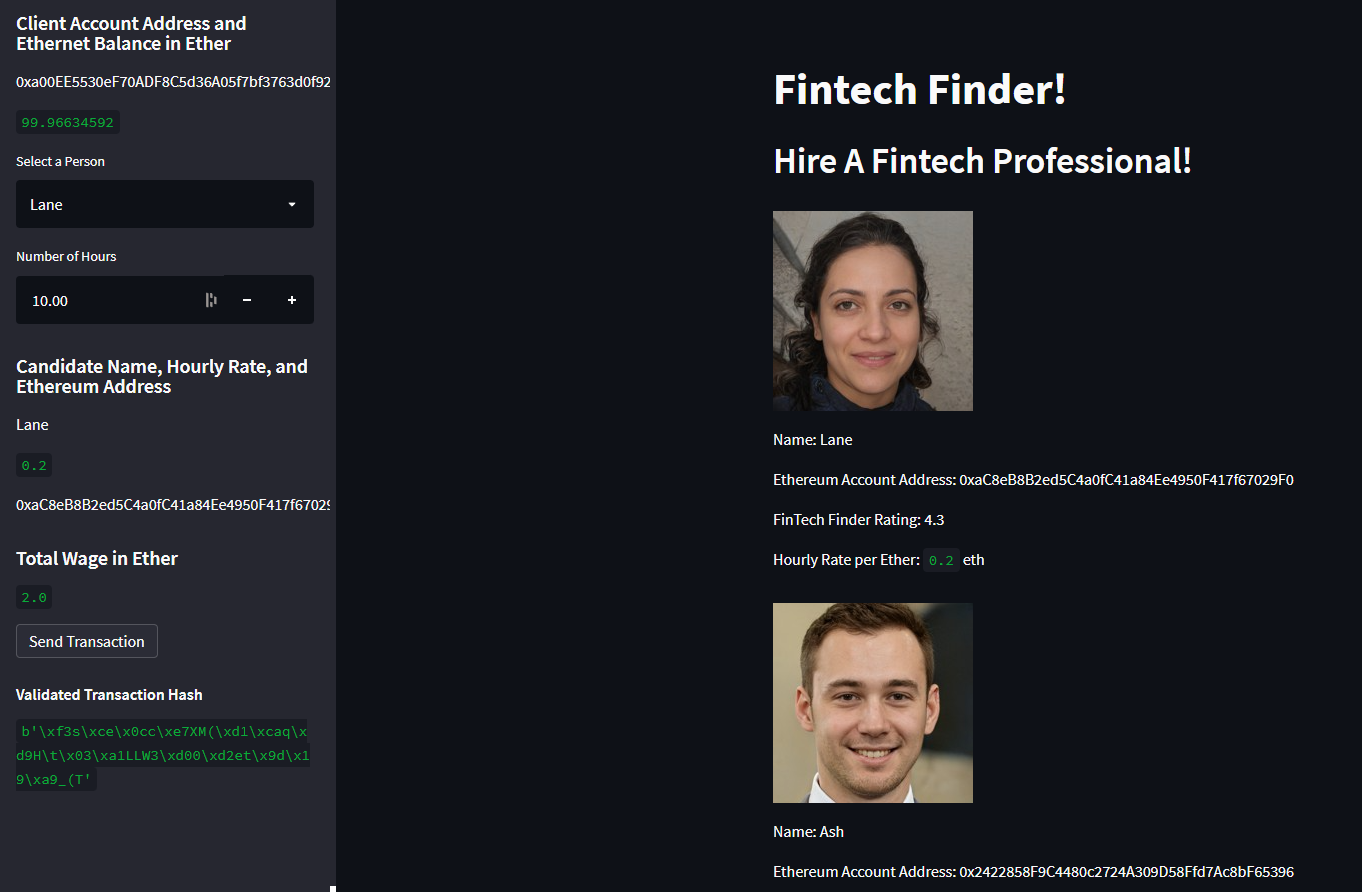 Client Account Address and
Ethernet Balance in Ether
0xa00EE5530eF70ADF8C5d36A05f7bf3763d0f92
99.96634592
Select a Person
Lane
Number of Hours
10.00
Candidate Name, Hourly Rate, and
Ethereum Address
Lane
0.2
0xaC8eB8B2ed5C4a0fC41a84Ee4950F417f67029
Total Wage in Ether
2.0
Send Transaction
Validated Transaction Hash
b'\xf3s\xce\x0cc\xe7XM(\xd1\xcaq\x
d9H\t\x03\xa1LLW3\xd00\xd2et\x9d\x1
9\xa9_(T'
Fintech Finder!
Hire A Fintech Professional!
Name: Lane
Ethereum Account Address: 0xaC8eB8B2ed5C4a0fC41a84Ee4950F417f67029F0
FinTech Finder Rating: 4.3
Hourly Rate per Ether: 0.2 eth
Name: Ash
Ethereum Account Address: 0x2422858F9C4480c2724A309D58Ffd7Ac8bF65396